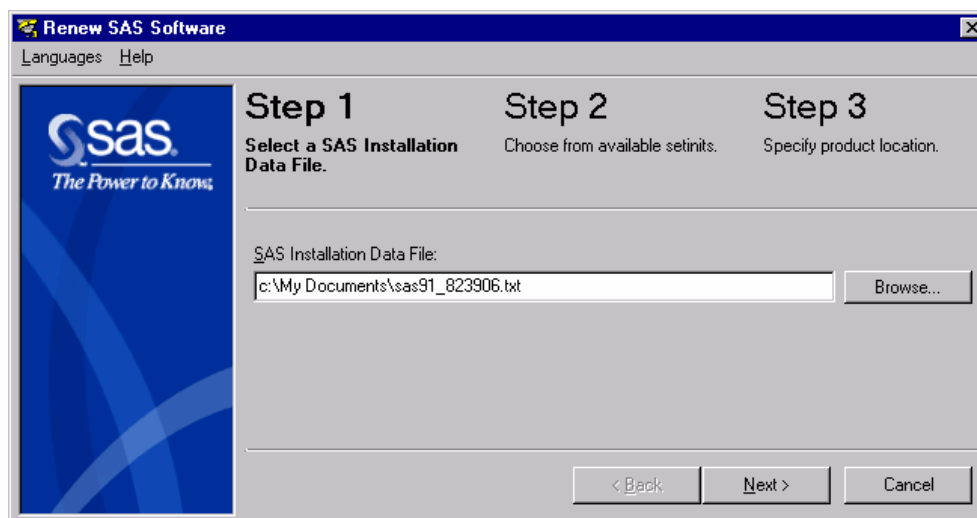 Renew SAS Software
Languages Help
sas.
The Power to Know.
Step 1
Select a SAS Installation
Data File.
Step 2
Choose from available setinits.
Step 3
Specify product location.
SAS Installation Data File:
c:\My Documents\sas91_823906.txt
Browse...
< Back
Next >
Cancel